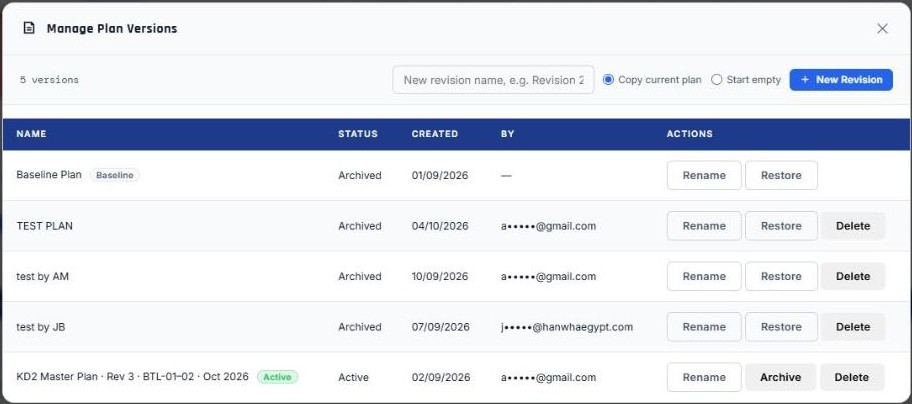 Manage Plan Versions
5 versions
New revision name, e.g. Revision 2
Copy current plan
Start empty
+ New Revision
NAME STATUS CREATED BY ACTIONS
Baseline Plan Baseline Archived 01/09/2026 — Rename Restore
TEST PLAN Archived 04/10/2026 a•••••@gmail.com Rename Restore Delete
test by AM Archived 10/09/2026 a•••••@gmail.com Rename Restore Delete
test by JB Archived 07/09/2026 j•••••@hanwhaegypt.com Rename Restore Delete
KD2 Master Plan · Rev 3 · BTL-01-02 · Oct 2026 Active Active 02/09/2026 a•••••@gmail.com Rename Archive Delete